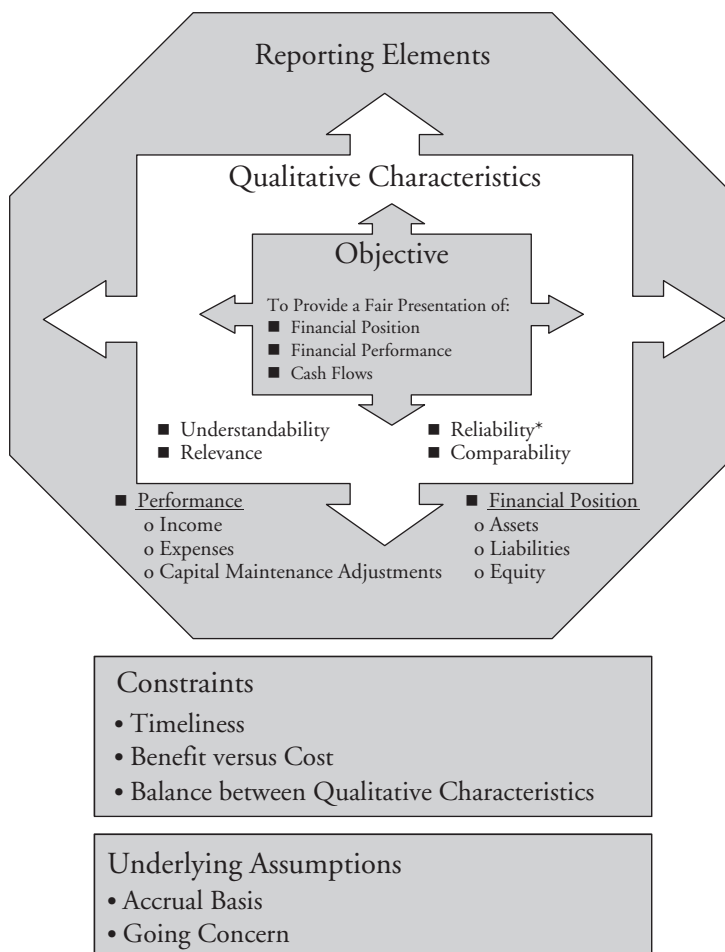 Reporting Elements
Qualitative Characteristics
Objective
To Provide a Fair Presentation of:
■ Financial Position
■ Financial Performance
■ Cash Flows
■ Understandability
■ Relevance
■ Reliability*
■ Comparability
■ Performance
o Income
o Expenses
o Capital Maintenance Adjustments
■ Financial Position
o Assets
o Liabilities
o Equity
Constraints
• Timeliness
• Benefit versus Cost
• Balance between Qualitative Characteristics
Underlying Assumptions
• Accrual Basis
• Going Concern